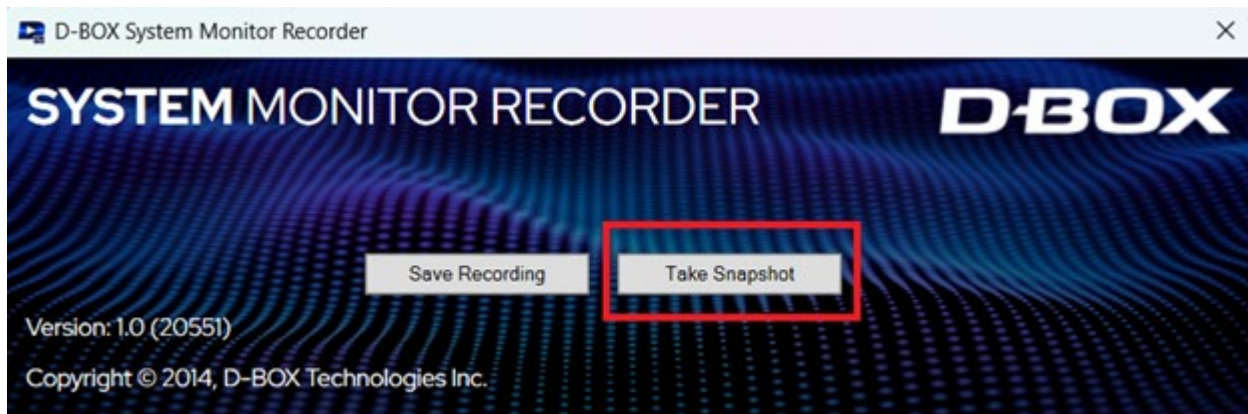 D-BOX System Monitor Recorder
SYSTEM MONITOR RECORDER
D-BOX
Save Recording
Take Snapshot
Version: 1.0 (20551)
Copyright © 2014, D-BOX Technologies Inc.